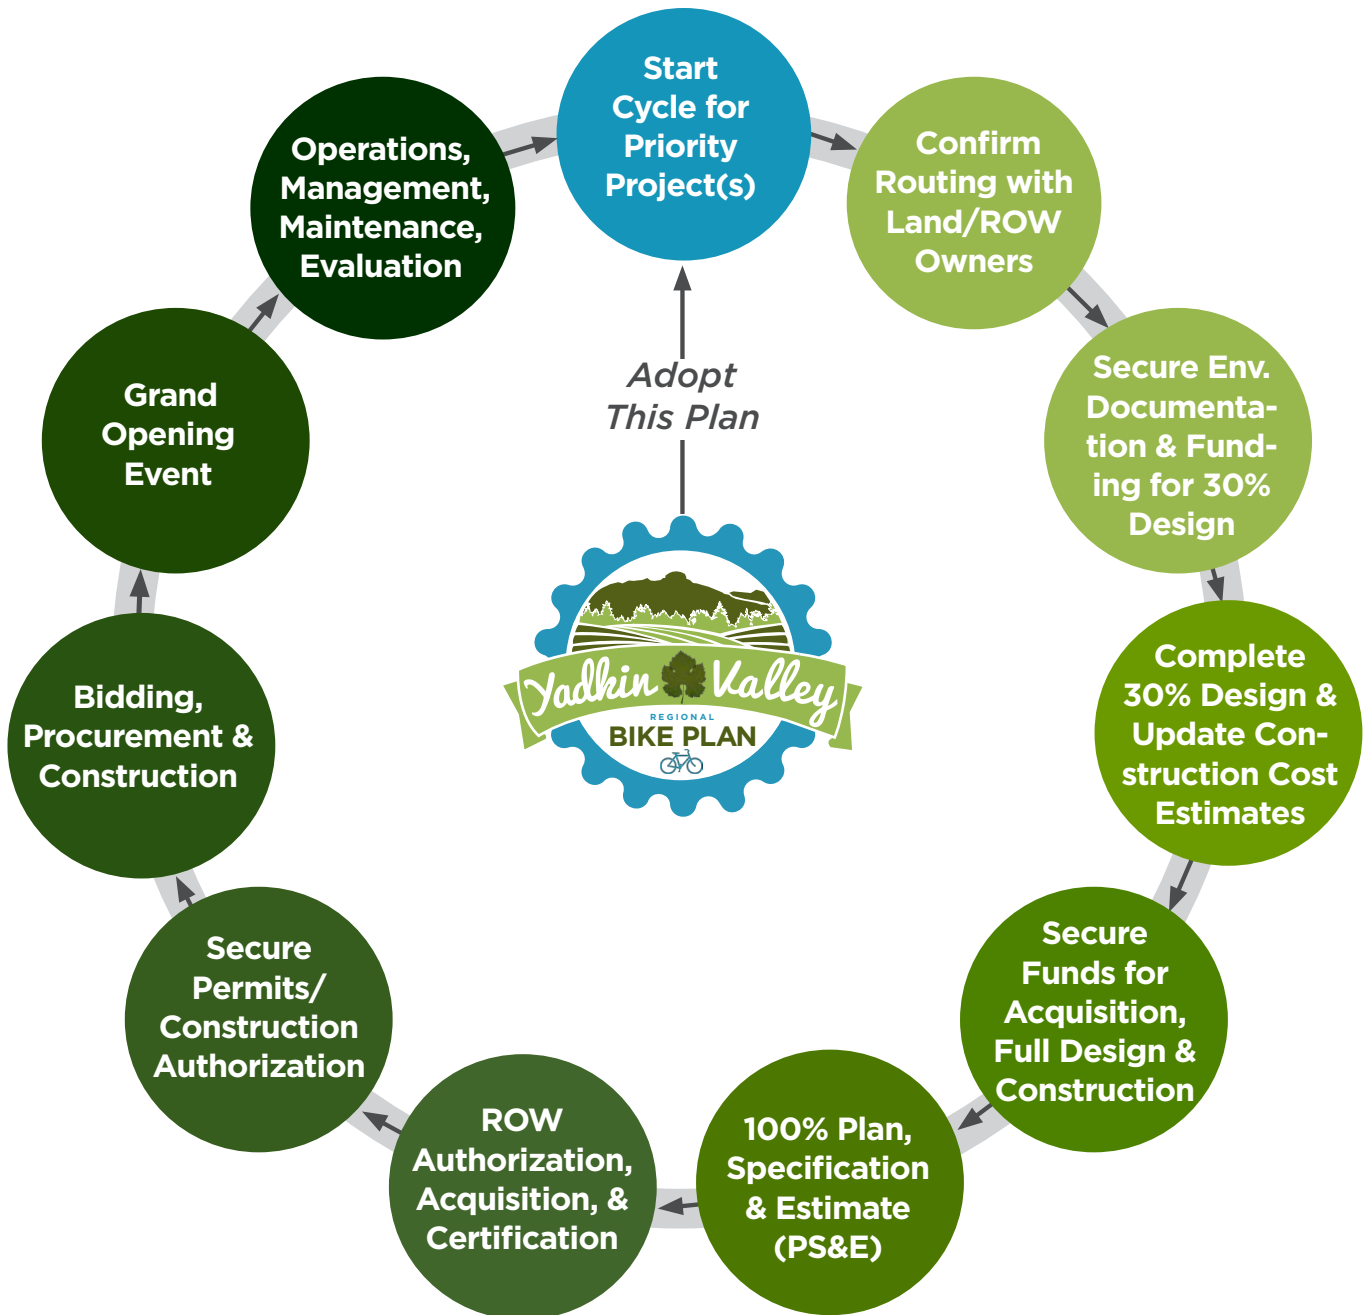 Start
Cycle for
Priority
Project(s)
Confirm
Routing with
Land/ROW
Owners
Secure Env.
Documenta-
tion & Fund-
ing for 30%
Design
Complete
30% Design &
Update Con-
struction Cost
Estimates
Secure
Funds for
Acquisition,
Full Design &
Construction
100% Plan,
Specification
& Estimate
(PS&E)
ROW
Authorization,
Acquisition, &
Certification
Secure
Permits/
Construction
Authorization
Bidding,
Procurement &
Construction
Grand
Opening
Event
Operations,
Management,
Maintenance,
Evaluation
Adopt
This Plan
Yadkin Valley
REGIONAL
BIKE PLAN